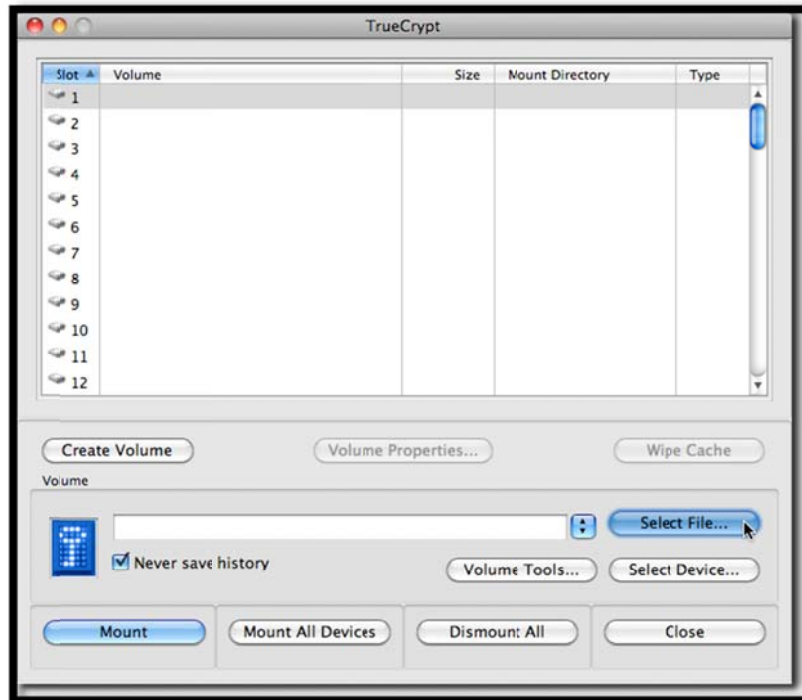 TrueCrypt
Slot Volume Size Mount Directory Type
1
2
3
4
5
6
7
8
9
10
11
12
Create Volume Volume Properties... Wipe Cache
Volume
Select File...
Never save history
Volume Tools... Select Device...
Mount Mount All Devices Dismount All Close